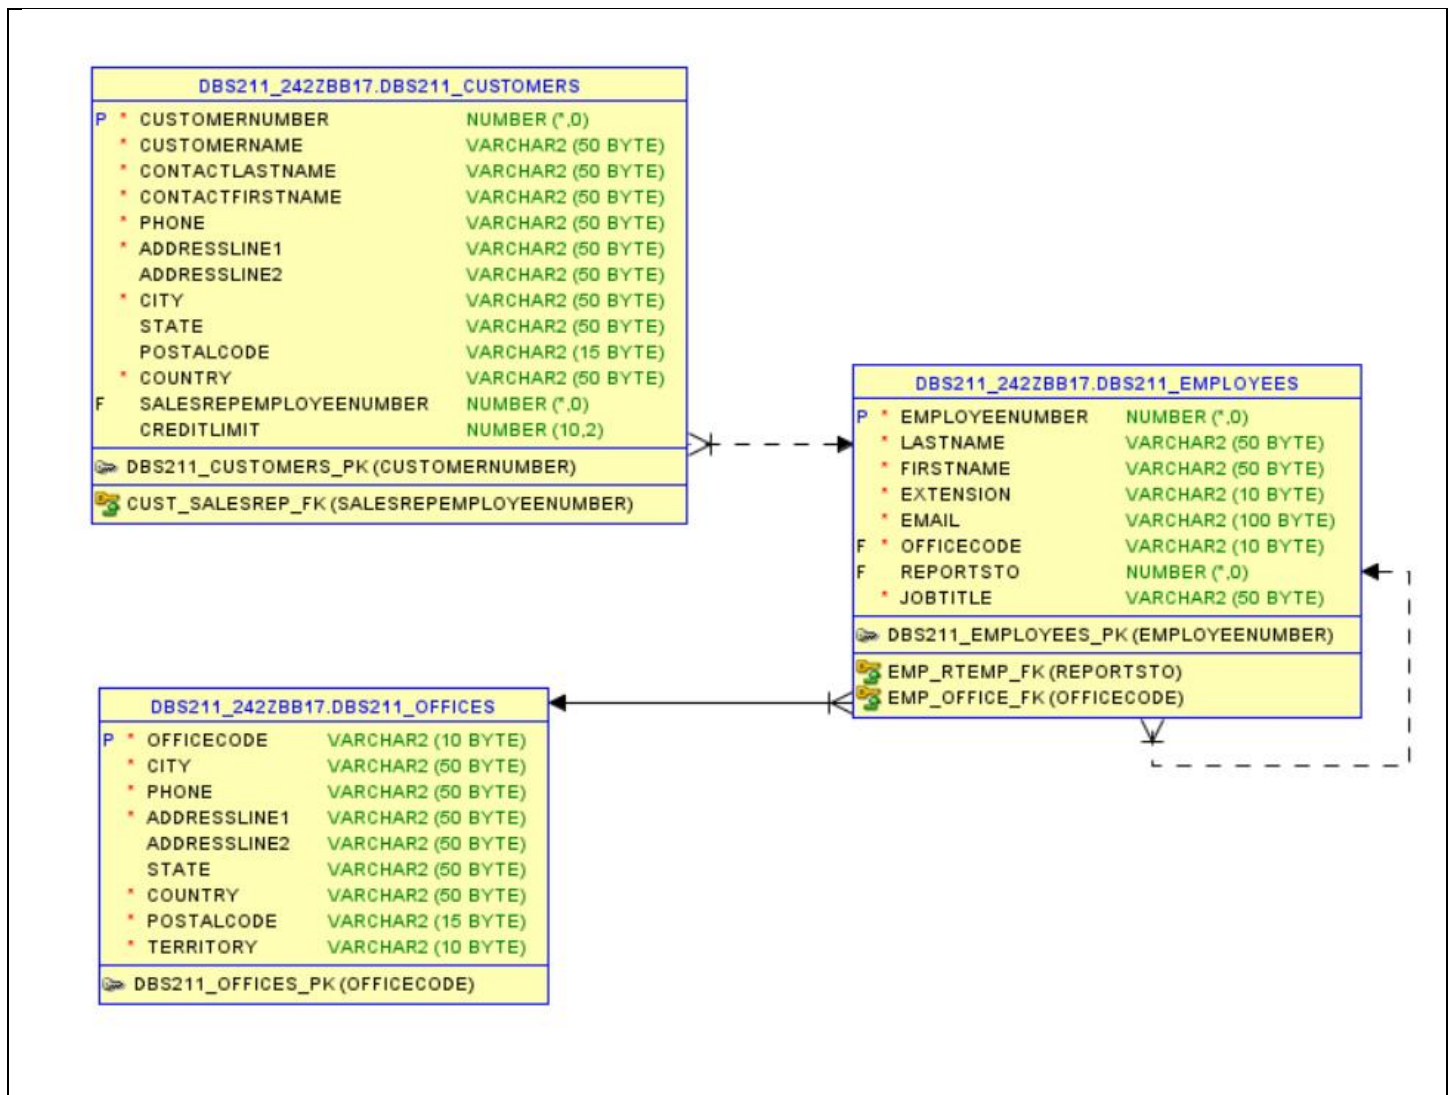 DBS211_242ZBB17.DBS211_CUSTOMERS
P * CUSTOMERNUMBER NUMBER (*,0)
* CUSTOMERNAME VARCHAR2 (50 BYTE)
* CONTACTLASTNAME VARCHAR2 (50 BYTE)
* CONTACTFIRSTNAME VARCHAR2 (50 BYTE)
* PHONE VARCHAR2 (50 BYTE)
* ADDRESSLINE1 VARCHAR2 (50 BYTE)
ADDRESSLINE2 VARCHAR2 (50 BYTE)
* CITY VARCHAR2 (50 BYTE)
STATE VARCHAR2 (50 BYTE)
POSTALCODE VARCHAR2 (15 BYTE)
* COUNTRY VARCHAR2 (50 BYTE)
F SALESREPEMPLOYEENUMBER NUMBER (*,0)
CREDITLIMIT NUMBER (10,2)
DBS211_CUSTOMERS_PK (CUSTOMERNUMBER)
CUST_SALESREP_FK (SALESREPEMPLOYEENUMBER)
DBS211_242ZBB17.DBS211_EMPLOYEES
P * EMPLOYEENUMBER NUMBER (*,0)
* LASTNAME VARCHAR2 (50 BYTE)
* FIRSTNAME VARCHAR2 (50 BYTE)
* EXTENSION VARCHAR2 (10 BYTE)
* EMAIL VARCHAR2 (100 BYTE)
F * OFFICECODE VARCHAR2 (10 BYTE)
F REPORTSTO NUMBER (*,0)
* JOBTITLE VARCHAR2 (50 BYTE)
DBS211_EMPLOYEES_PK (EMPLOYEENUMBER)
EMP_RTEMP_FK (REPORTSTO)
EMP_OFFICE_FK (OFFICECODE)
DBS211_242ZBB17.DBS211_OFFICES
P * OFFICECODE VARCHAR2 (10 BYTE)
* CITY VARCHAR2 (50 BYTE)
* PHONE VARCHAR2 (50 BYTE)
* ADDRESSLINE1 VARCHAR2 (50 BYTE)
ADDRESSLINE2 VARCHAR2 (50 BYTE)
STATE VARCHAR2 (50 BYTE)
* COUNTRY VARCHAR2 (50 BYTE)
* POSTALCODE VARCHAR2 (15 BYTE)
* TERRITORY VARCHAR2 (10 BYTE)
DBS211_OFFICES_PK (OFFICECODE)